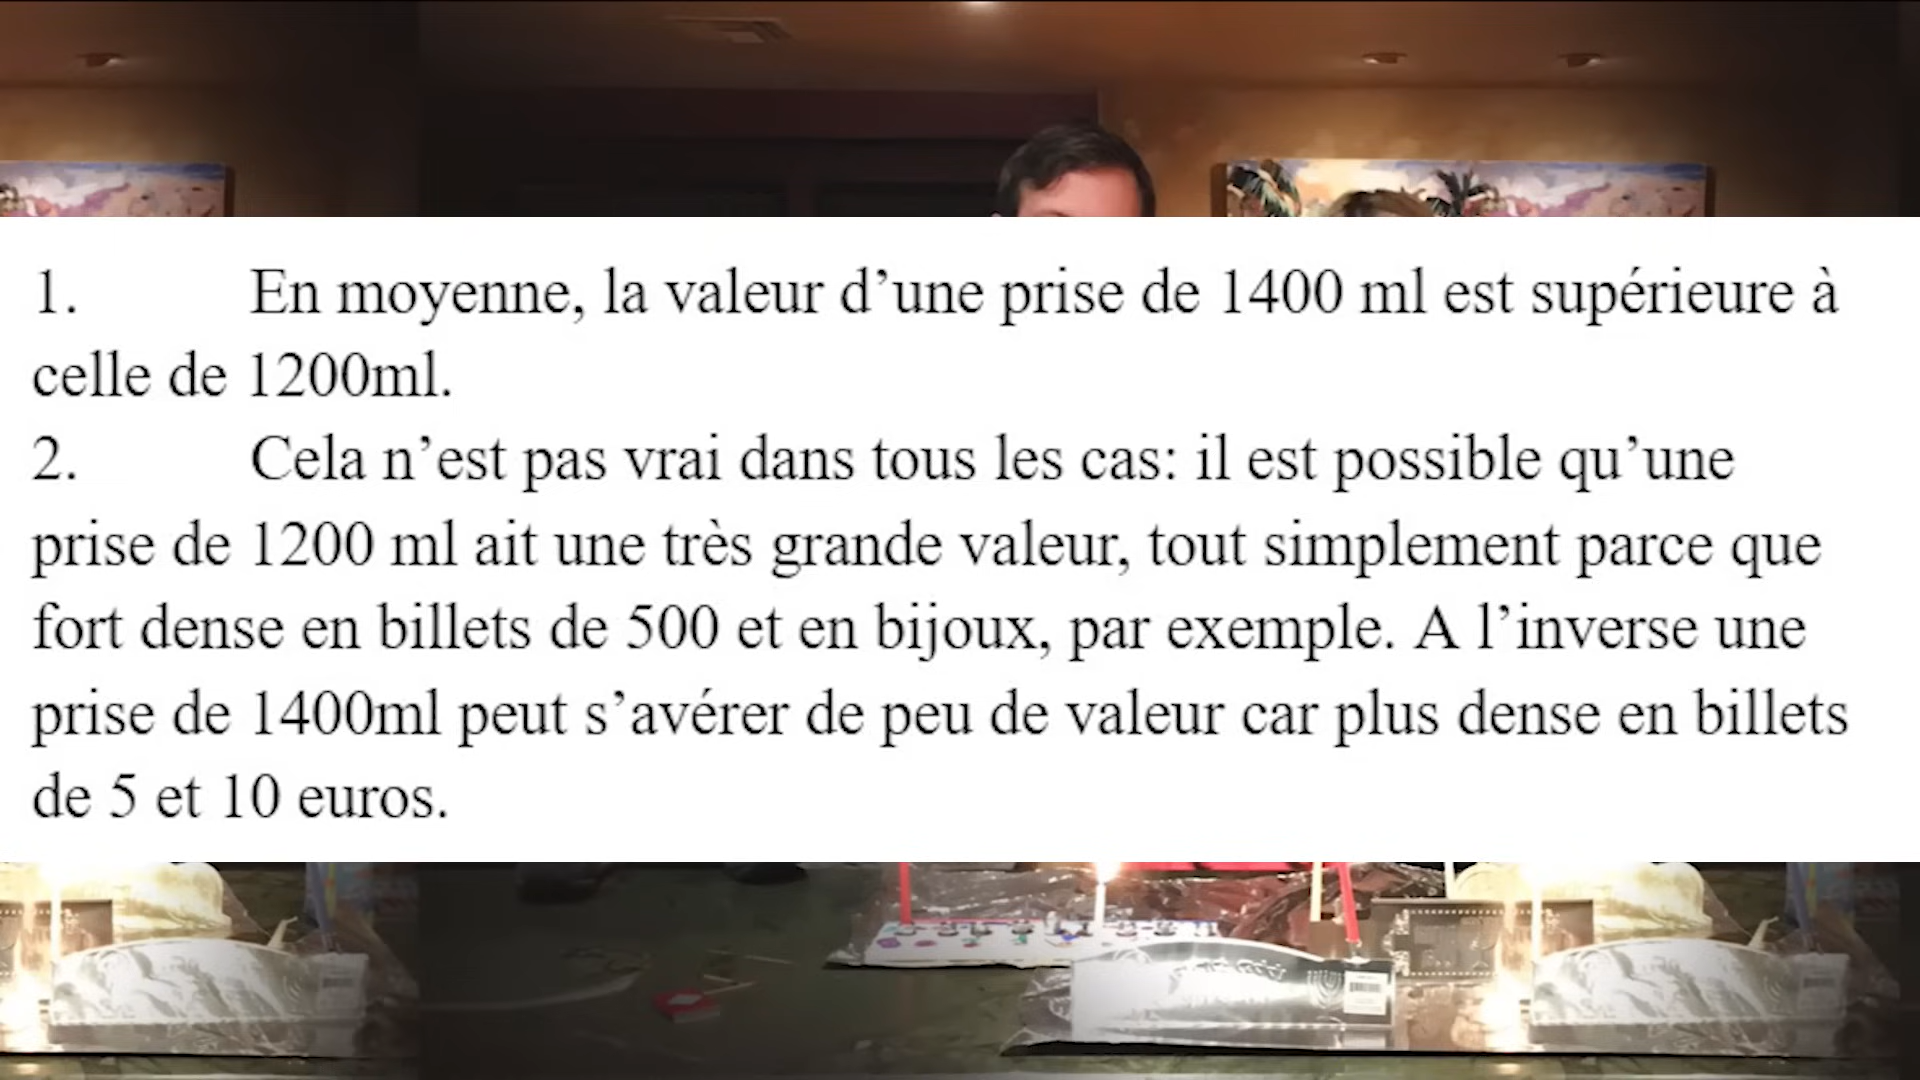 1. En moyenne, la valeur d’une prise de 1400 ml est supérieure à
celle de 1200ml.
2. Cela n’est pas vrai dans tous les cas: il est possible qu’une
prise de 1200 ml ait une très grande valeur, tout simplement parce que
fort dense en billets de 500 et en bijoux, par exemple. A l’inverse une
prise de 1400ml peut s’avérer de peu de valeur car plus dense en billets
de 5 et 10 euros.